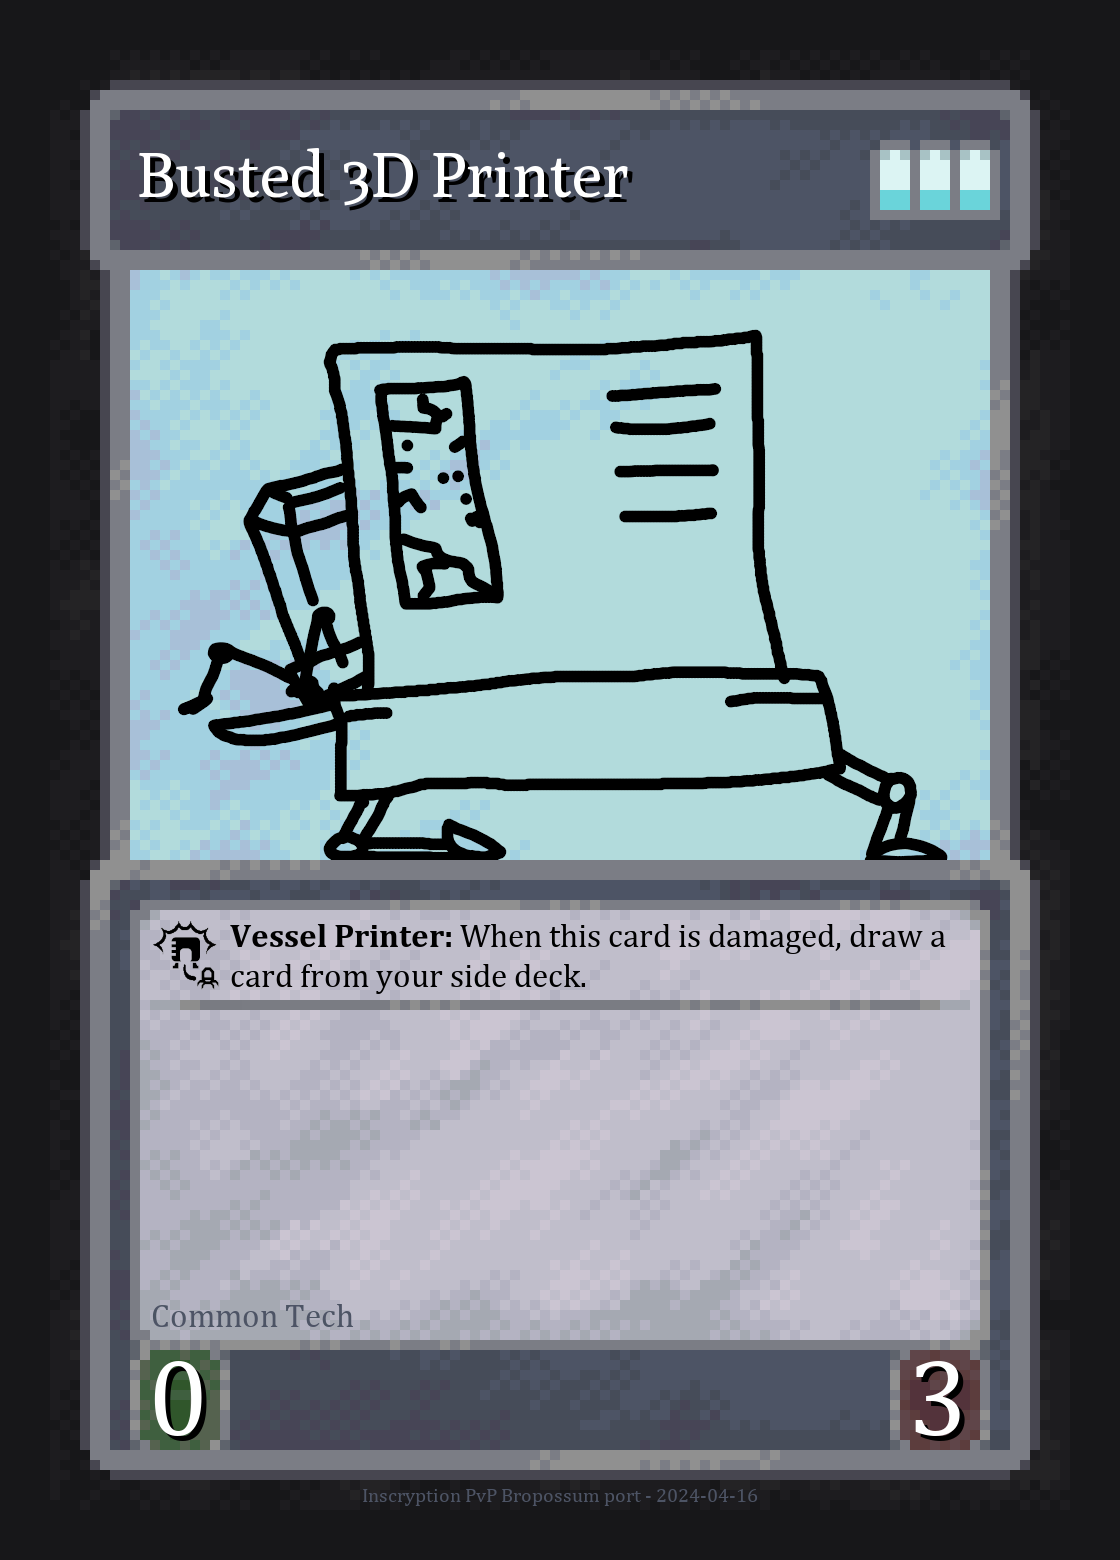 Busted 3D Printer
Vessel Printer: When this card is damaged, draw a
card from your side deck.
Common Tech
0
3
Inscryption PvP Bropossum port - 2024-04-16